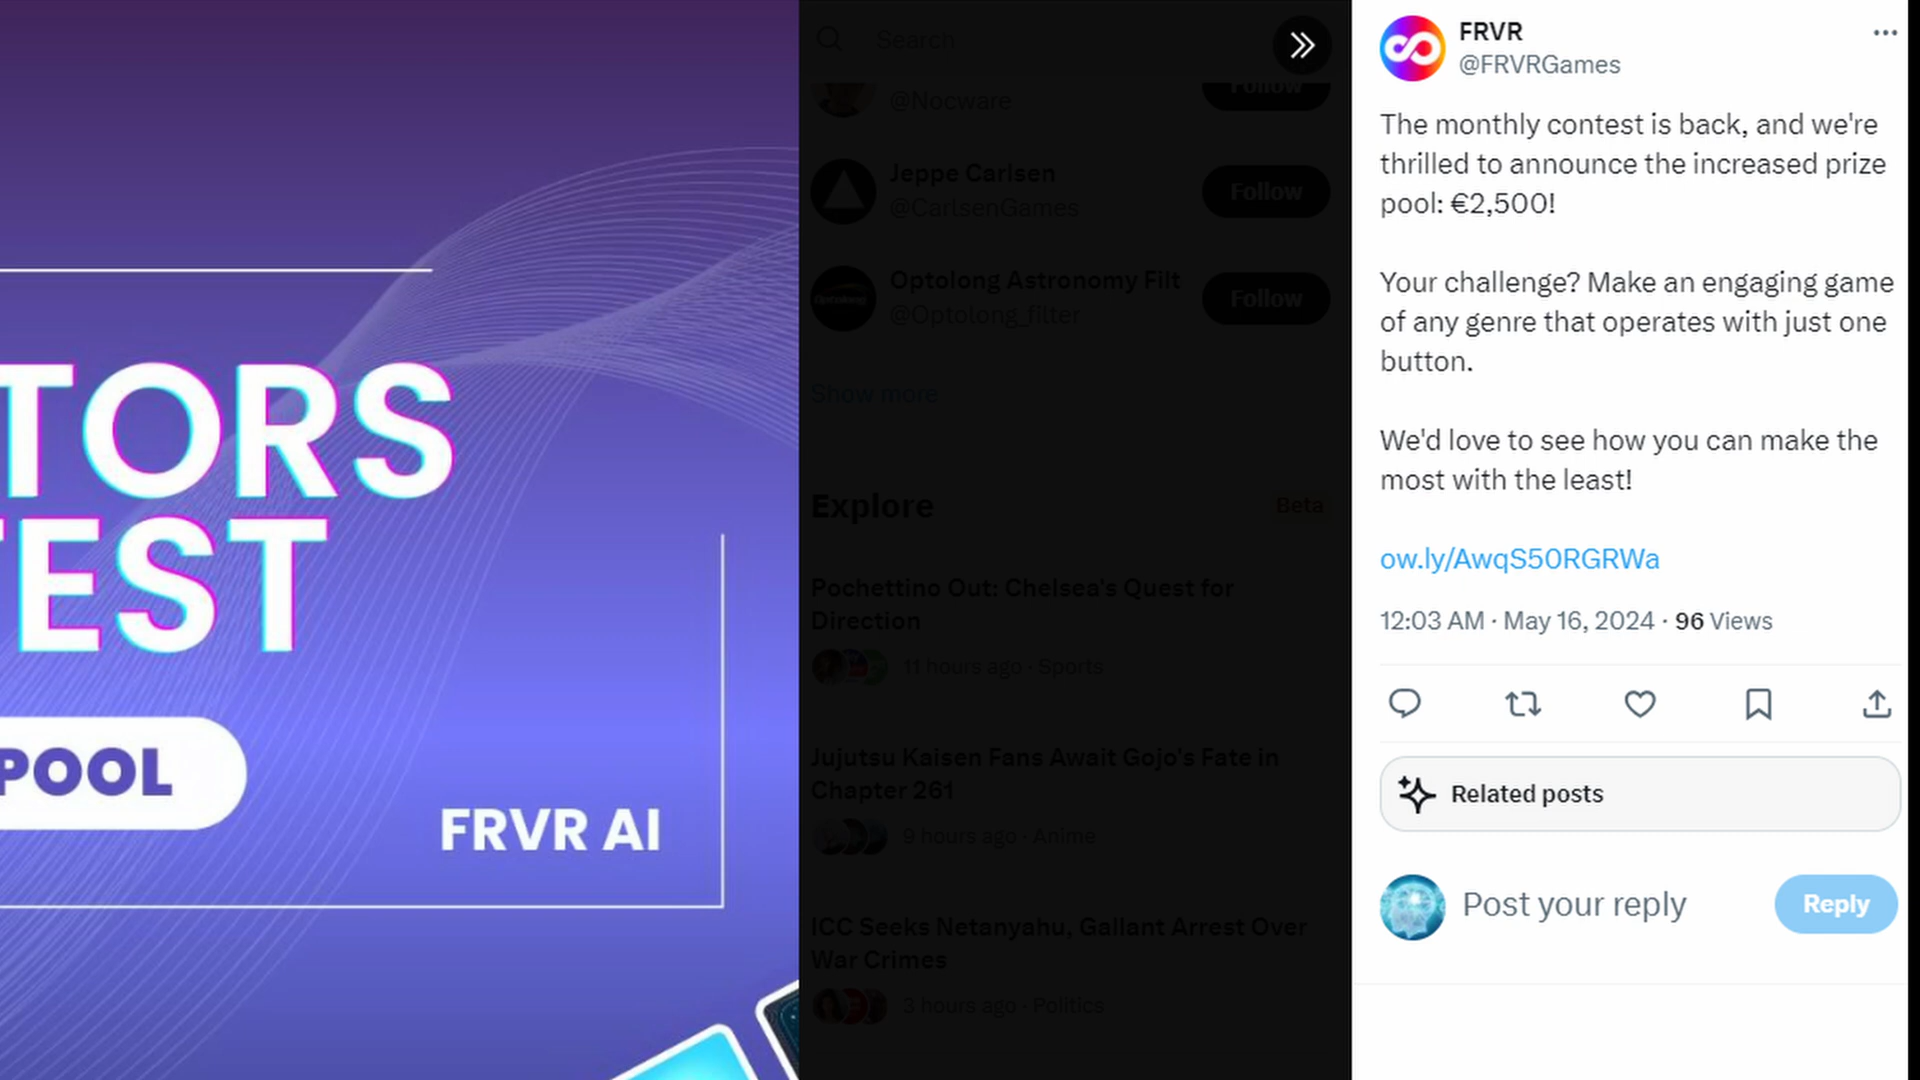 TORS
TEST
POOL
FRVR AI
Search
@Nocware
Follow
Jeppe Carlsen
@CarlsenGames
Follow
Optolong Astronomy Filt
@Optolong_filter
Follow
Show more
Explore
Beta
Pochettino Out: Chelsea's Quest for
Direction
11 hours ago · Sports
Jujutsu Kaisen Fans Await Gojo's Fate in
Chapter 261
9 hours ago · Anime
ICC Seeks Netanyahu, Gallant Arrest Over
War Crimes
3 hours ago · Politics
FRVR
@FRVRGames
The monthly contest is back, and we're
thrilled to announce the increased prize
pool: €2,500!
Your challenge? Make an engaging game
of any genre that operates with just one
button.
We'd love to see how you can make the
most with the least!
ow.ly/AwqS50RGRWa
12:03 AM · May 16, 2024 · 96 Views
Related posts
Post your reply
Reply